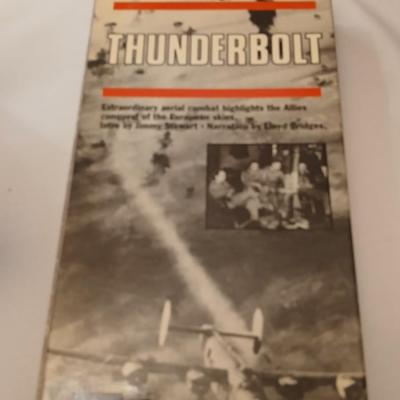 THUNDERBOLT
Extraordinary aerial combat highlights the Allies
conquest of the European skies.
Intro by Jimmy Stewart • Narration by Lloyd Bridges.